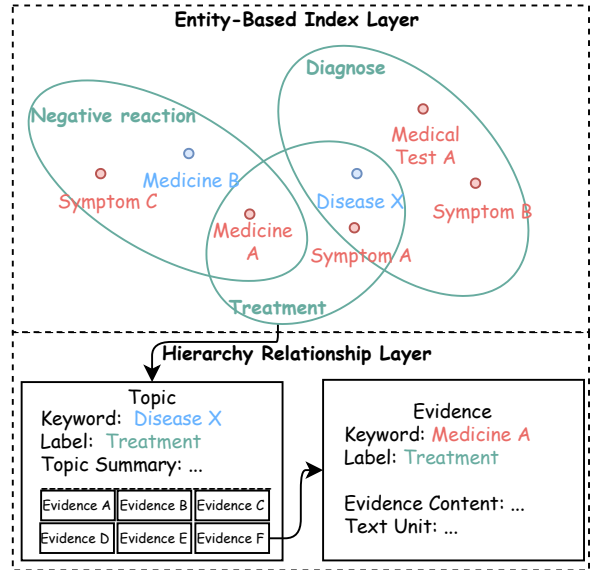 Entity-Based Index Layer
Diagnose
Negative reaction
Medical
Test A
Medicine B
Disease X
Symptom C
Symptom B
Medicine
A
Symptom A
Treatment
Hierarchy Relationship Layer
Topic
Keyword: Disease X
Label: Treatment
Topic Summary: ...
Evidence A Evidence B Evidence C
Evidence D Evidence E Evidence F
Evidence
Keyword: Medicine A
Label: Treatment
Evidence Content: ...
Text Unit: ...